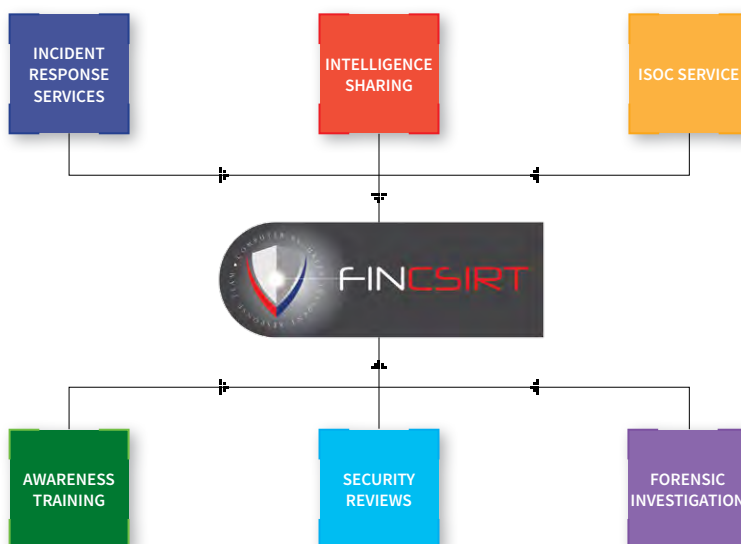 INCIDENT
RESPONSE
SERVICES
INTELLIGENCE
SHARING
ISOC SERVICE
FINCSIRT
AWARENESS
TRAINING
SECURITY
REVIEWS
FORENSIC
INVESTIGATION